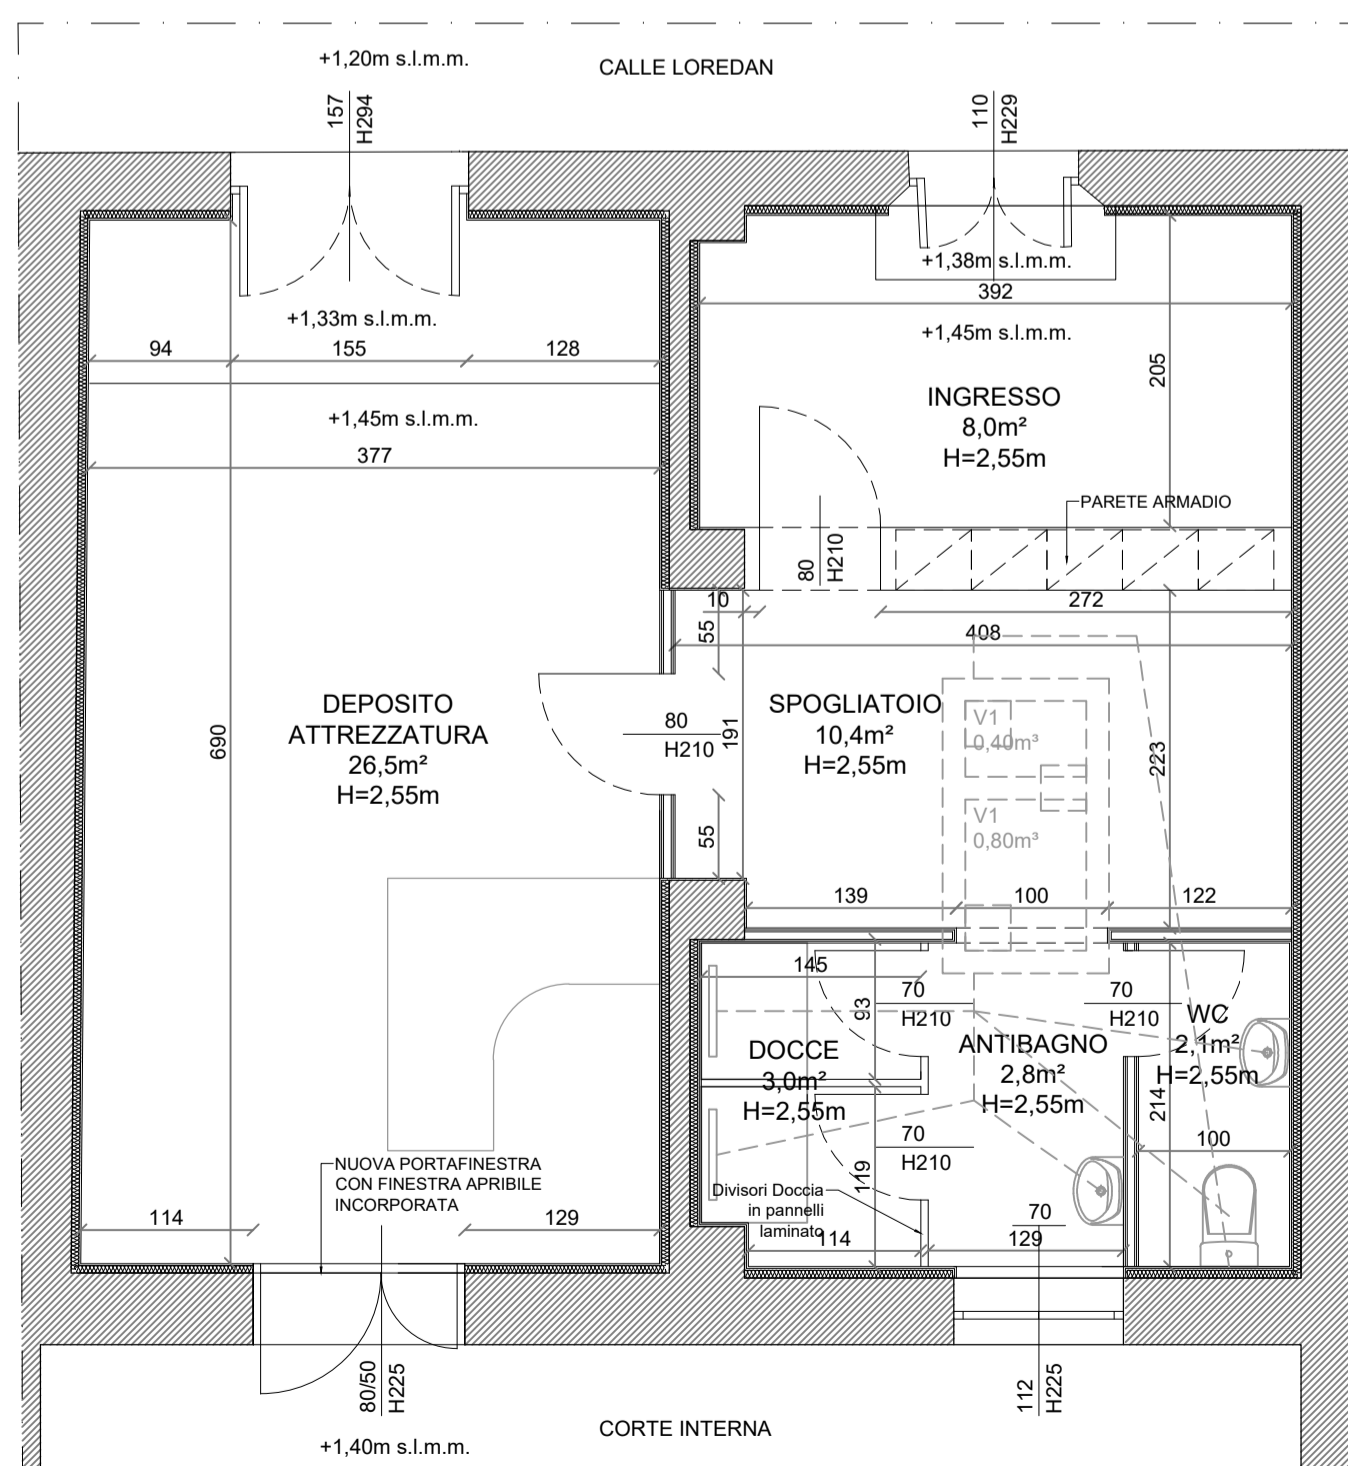 +1,20m s.l.m.m.
CALLE LOREDAN
157
H294
110
H229
+1,38m s.l.m.m.
392
+1,33m s.l.m.m.
+1,45m s.l.m.m.
94
155
128
205
+1,45m s.l.m.m.
377
INGRESSO
8,0m²
H=2,55m
PARETE ARMADIO
80
H210
10
272
55
408
DEPOSITO
ATTREZZATURA
26,5m²
H=2,55m
690
80
H210
191
SPOGLIATOIO
10,4m²
H=2,55m
V1
0,40m³
223
V1
0,80m³
55
139
100
122
145
93
70
H210
70
H210
DOCCE
3,0m²
H=2,55m
ANTIBAGNO
2,8m²
H=2,55m
WC
2,1m²
H=2,55m
214
70
H210
100
119
NUOVA PORTAFINESTRA
CON FINESTRA APRIBILE
INCORPORATA
Divisori Doccia
in pannelli
laminato
114
129
114
70
129
80/50
H225
112
H225
CORTE INTERNA
+1,40m s.l.m.m.